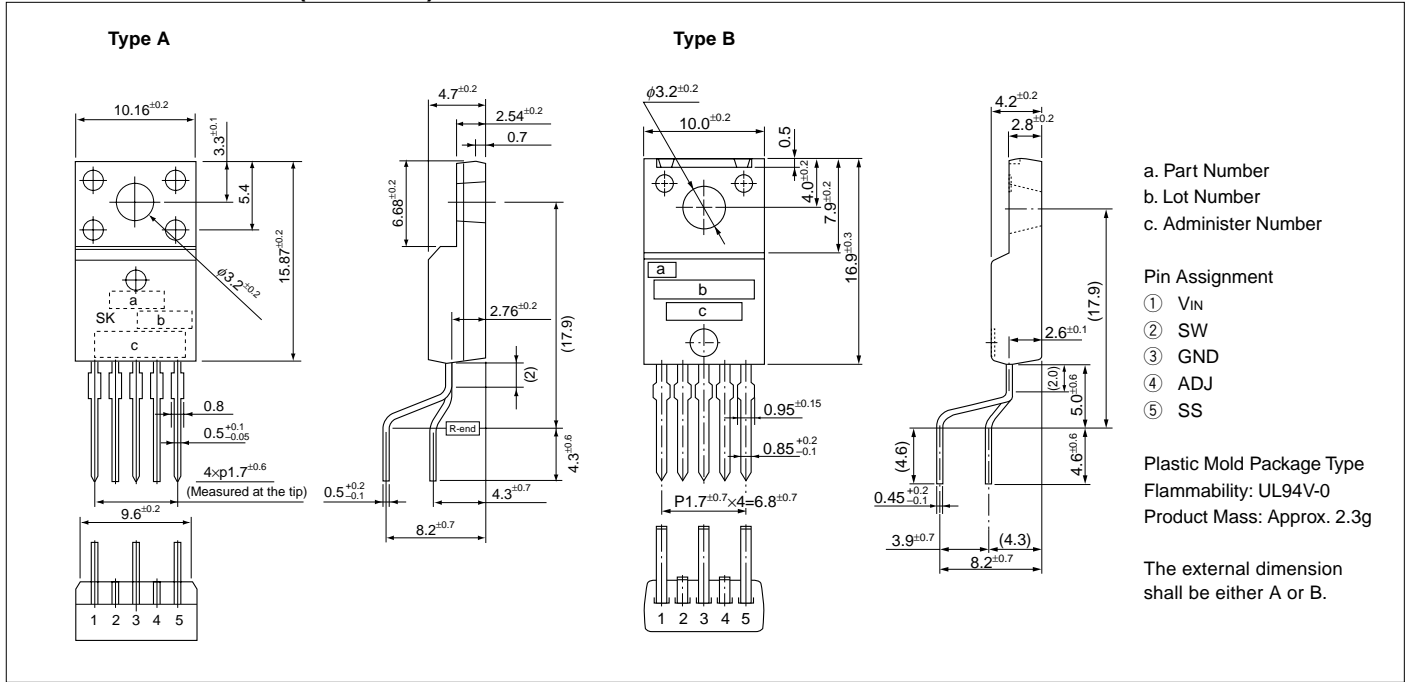 Type A
10.16±0.2
3.3±0.1
5.4
15.87±0.2
φ3.2±0.2
a
SK
b
c
0.8
0.5+0.1−0.05
4×p1.7±0.6
(Measured at the tip)
9.6±0.2
1 2 3 4 5
4.7±0.2
2.54±0.2
0.7
6.68±0.2
2.76±0.2
(17.9)
(2)
R-end
4.3±0.6
0.5+0.2−0.1
4.3±0.7
8.2±0.7
Type B
φ3.2±0.2
10.0±0.2
0.5
4.0±0.2
7.9±0.2
16.9±0.3
a
b
c
0.95±0.15
0.85+0.2−0.1
P1.7±0.7×4=6.8±0.7
1 2 3 4 5
4.2±0.2
2.8±0.2
(17.9)
2.6±0.1
(2.0)
5.0±0.6
(4.6)
4.6±0.6
0.45+0.2−0.1
3.9±0.7
(4.3)
8.2±0.7
a. Part Number
b. Lot Number
c. Administer Number
Pin Assignment
① VIN
② SW
③ GND
④ ADJ
⑤ SS
Plastic Mold Package Type
Flammability: UL94V-0
Product Mass: Approx. 2.3g
The external dimension
shall be either A or B.